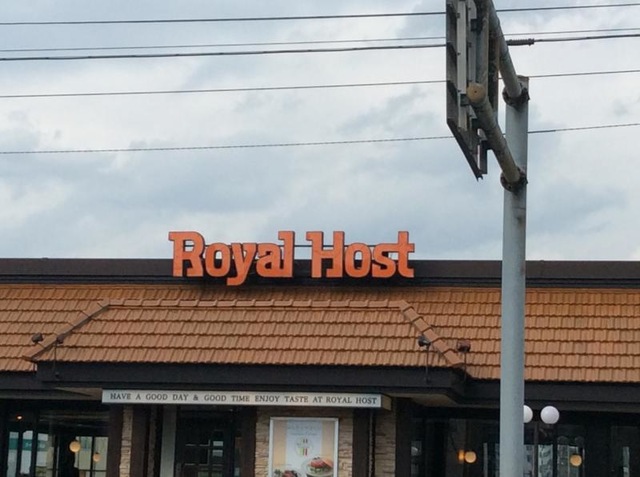 Royal Host
HAVE A GOOD DAY & GOOD TIME ENJOY TASTE AT ROYAL HOST